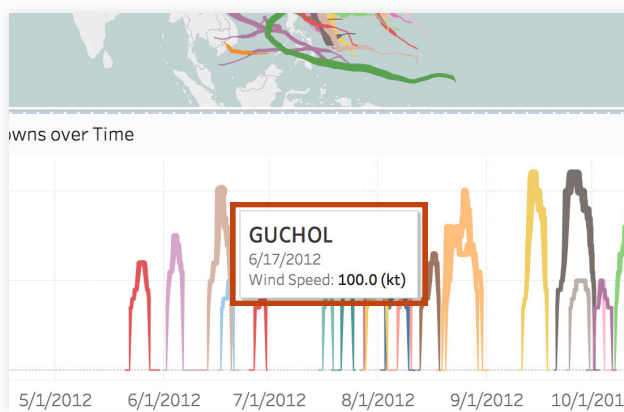 owns over Time
GUCHOL
6/17/2012
Wind Speed: 100.0 (kt)
5/1/2012 6/1/2012 7/1/2012 8/1/2012 9/1/2012 10/1/201